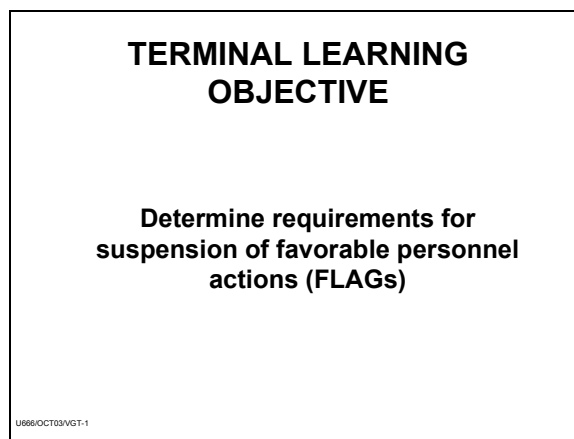 TERMINAL LEARNING
OBJECTIVE
Determine requirements for
suspension of favorable personnel
actions (FLAGs)
U666/OCT03/VGT-1